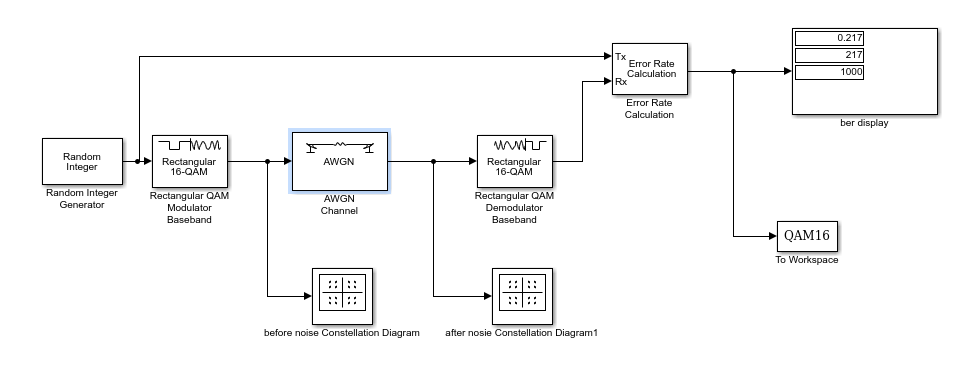 0.217
217
1000
ber display
Tx
Rx
Error Rate
Calculation
Error Rate
Calculation
Random
Integer
Random Integer
Generator
Rectangular
16-QAM
Rectangular QAM
Modulator
Baseband
AWGN
AWGN
Channel
Rectangular
16-QAM
Rectangular QAM
Demodulator
Baseband
QAM16
To Workspace
before noise Constellation Diagram
after nosie Constellation Diagram1